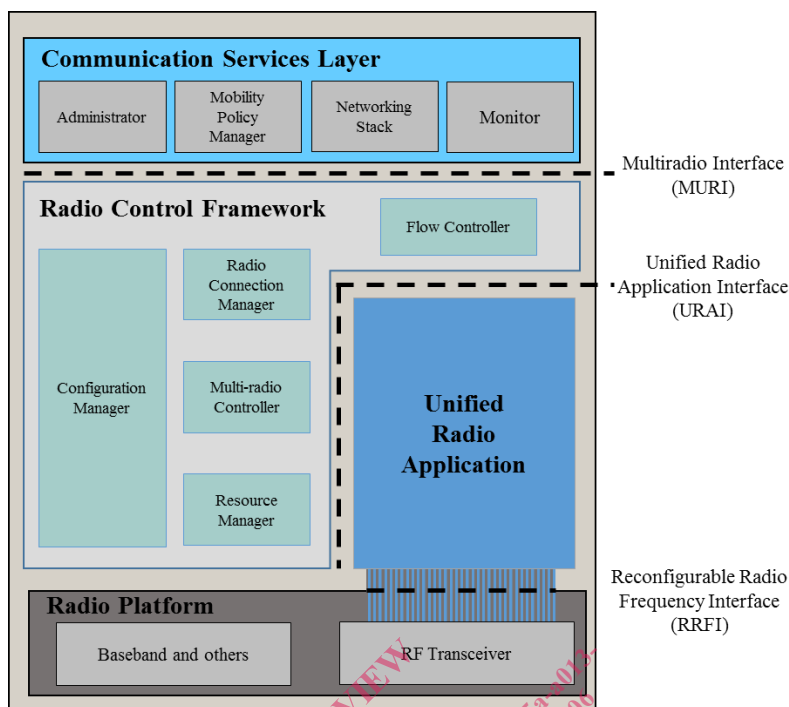 Communication Services Layer
Administrator
Mobility
Policy
Manager
Networking
Stack
Monitor
Multiradio Interface
(MURI)
Radio Control Framework
Flow Controller
Radio
Connection
Manager
Unified Radio
Application Interface
(URAI)
Configuration
Manager
Multi-radio
Controller
Unified
Radio
Application
Resource
Manager
Reconfigurable Radio
Frequency Interface
(RRFI)
Radio Platform
Baseband and others
RF Transceiver
VIEW